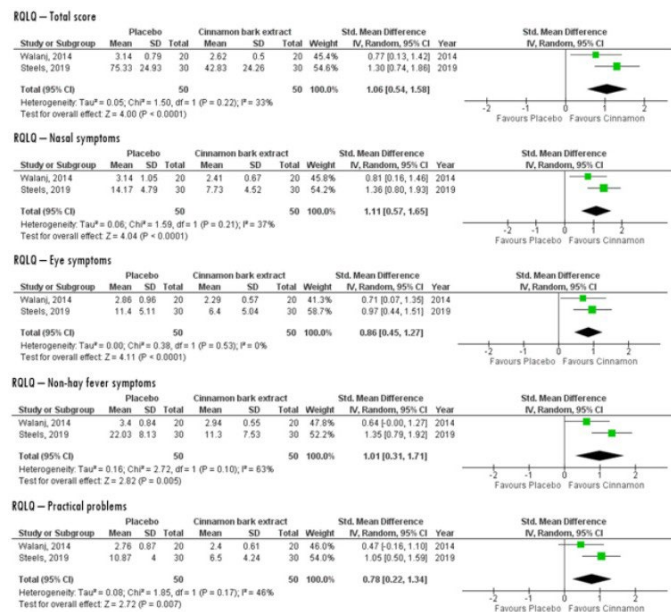 RQLQ – Total score
Placebo Cinnamon bark extract Std. Mean Difference Std. Mean Difference
Study or Subgroup Mean SD Total Mean SD Total Weight IV, Random, 95% CI Year IV, Random, 95% CI
Walanj, 2014 3.14 0.79 20 2.62 0.5 20 45.4% 0.77 [0.13, 1.42] 2014
Steels, 2019 75.33 24.93 30 42.83 24.26 30 54.6% 1.30 [0.74, 1.86] 2019
Total (95% CI) 50 50 100.0% 1.06 [0.54, 1.58]
Heterogeneity: Tau² = 0.05; Chi² = 1.50, df = 1 (P = 0.22); I² = 33%
Test for overall effect: Z = 4.00 (P < 0.0001)
-2 -1 0 1 2
Favours Placebo Favours Cinnamon
RQLQ – Nasal symptoms
Placebo Cinnamon bark extract Std. Mean Difference Std. Mean Difference
Study or Subgroup Mean SD Total Mean SD Total Weight IV, Random, 95% CI Year IV, Random, 95% CI
Walanj, 2014 3.14 1.05 20 2.41 0.67 20 45.8% 0.81 [0.16, 1.46] 2014
Steels, 2019 14.17 4.79 30 7.73 4.52 30 54.2% 1.36 [0.80, 1.93] 2019
Total (95% CI) 50 50 100.0% 1.11 [0.57, 1.65]
Heterogeneity: Tau² = 0.06; Chi² = 1.59, df = 1 (P = 0.21); I² = 37%
Test for overall effect: Z = 4.04 (P < 0.0001)
-2 -1 0 1 2
Favours Placebo Favours Cinnamon
RQLQ – Eye symptoms
Placebo Cinnamon bark extract Std. Mean Difference Std. Mean Difference
Study or Subgroup Mean SD Total Mean SD Total Weight IV, Random, 95% CI Year IV, Random, 95% CI
Walanj, 2014 2.86 0.96 20 2.29 0.57 20 41.3% 0.71 [0.07, 1.35] 2014
Steels, 2019 11.4 5.11 30 6.4 5.04 30 58.7% 0.97 [0.44, 1.51] 2019
Total (95% CI) 50 50 100.0% 0.86 [0.45, 1.27]
Heterogeneity: Tau² = 0.00; Chi² = 0.38, df = 1 (P = 0.53); I² = 0%
Test for overall effect: Z = 4.11 (P < 0.0001)
-2 -1 0 1 2
Favours Placebo Favours Cinnamon
RQLQ – Non-hay fever symptoms
Placebo Cinnamon bark extract Std. Mean Difference Std. Mean Difference
Study or Subgroup Mean SD Total Mean SD Total Weight IV, Random, 95% CI Year IV, Random, 95% CI
Walanj, 2014 3.4 0.84 20 2.94 0.55 20 47.8% 0.64 [-0.00, 1.27] 2014
Steels, 2019 22.03 8.13 30 11.3 7.53 30 52.2% 1.35 [0.79, 1.92] 2019
Total (95% CI) 50 50 100.0% 1.01 [0.31, 1.71]
Heterogeneity: Tau² = 0.16; Chi² = 2.72, df = 1 (P = 0.10); I² = 63%
Test for overall effect: Z = 2.82 (P = 0.005)
-2 -1 0 1 2
Favours Placebo Favours Cinnamon
RQLQ – Practical problems
Placebo Cinnamon bark extract Std. Mean Difference Std. Mean Difference
Study or Subgroup Mean SD Total Mean SD Total Weight IV, Random, 95% CI Year IV, Random, 95% CI
Walanj, 2014 2.76 0.87 20 2.4 0.61 20 46.0% 0.47 [-0.16, 1.10] 2014
Steels, 2019 10.87 4 30 6.5 4.24 30 54.0% 1.05 [0.50, 1.59] 2019
Total (95% CI) 50 50 100.0% 0.78 [0.22, 1.34]
Heterogeneity: Tau² = 0.08; Chi² = 1.85, df = 1 (P = 0.17); I² = 46%
Test for overall effect: Z = 2.72 (P = 0.007)
-2 -1 0 1 2
Favours Placebo Favours Cinnamon